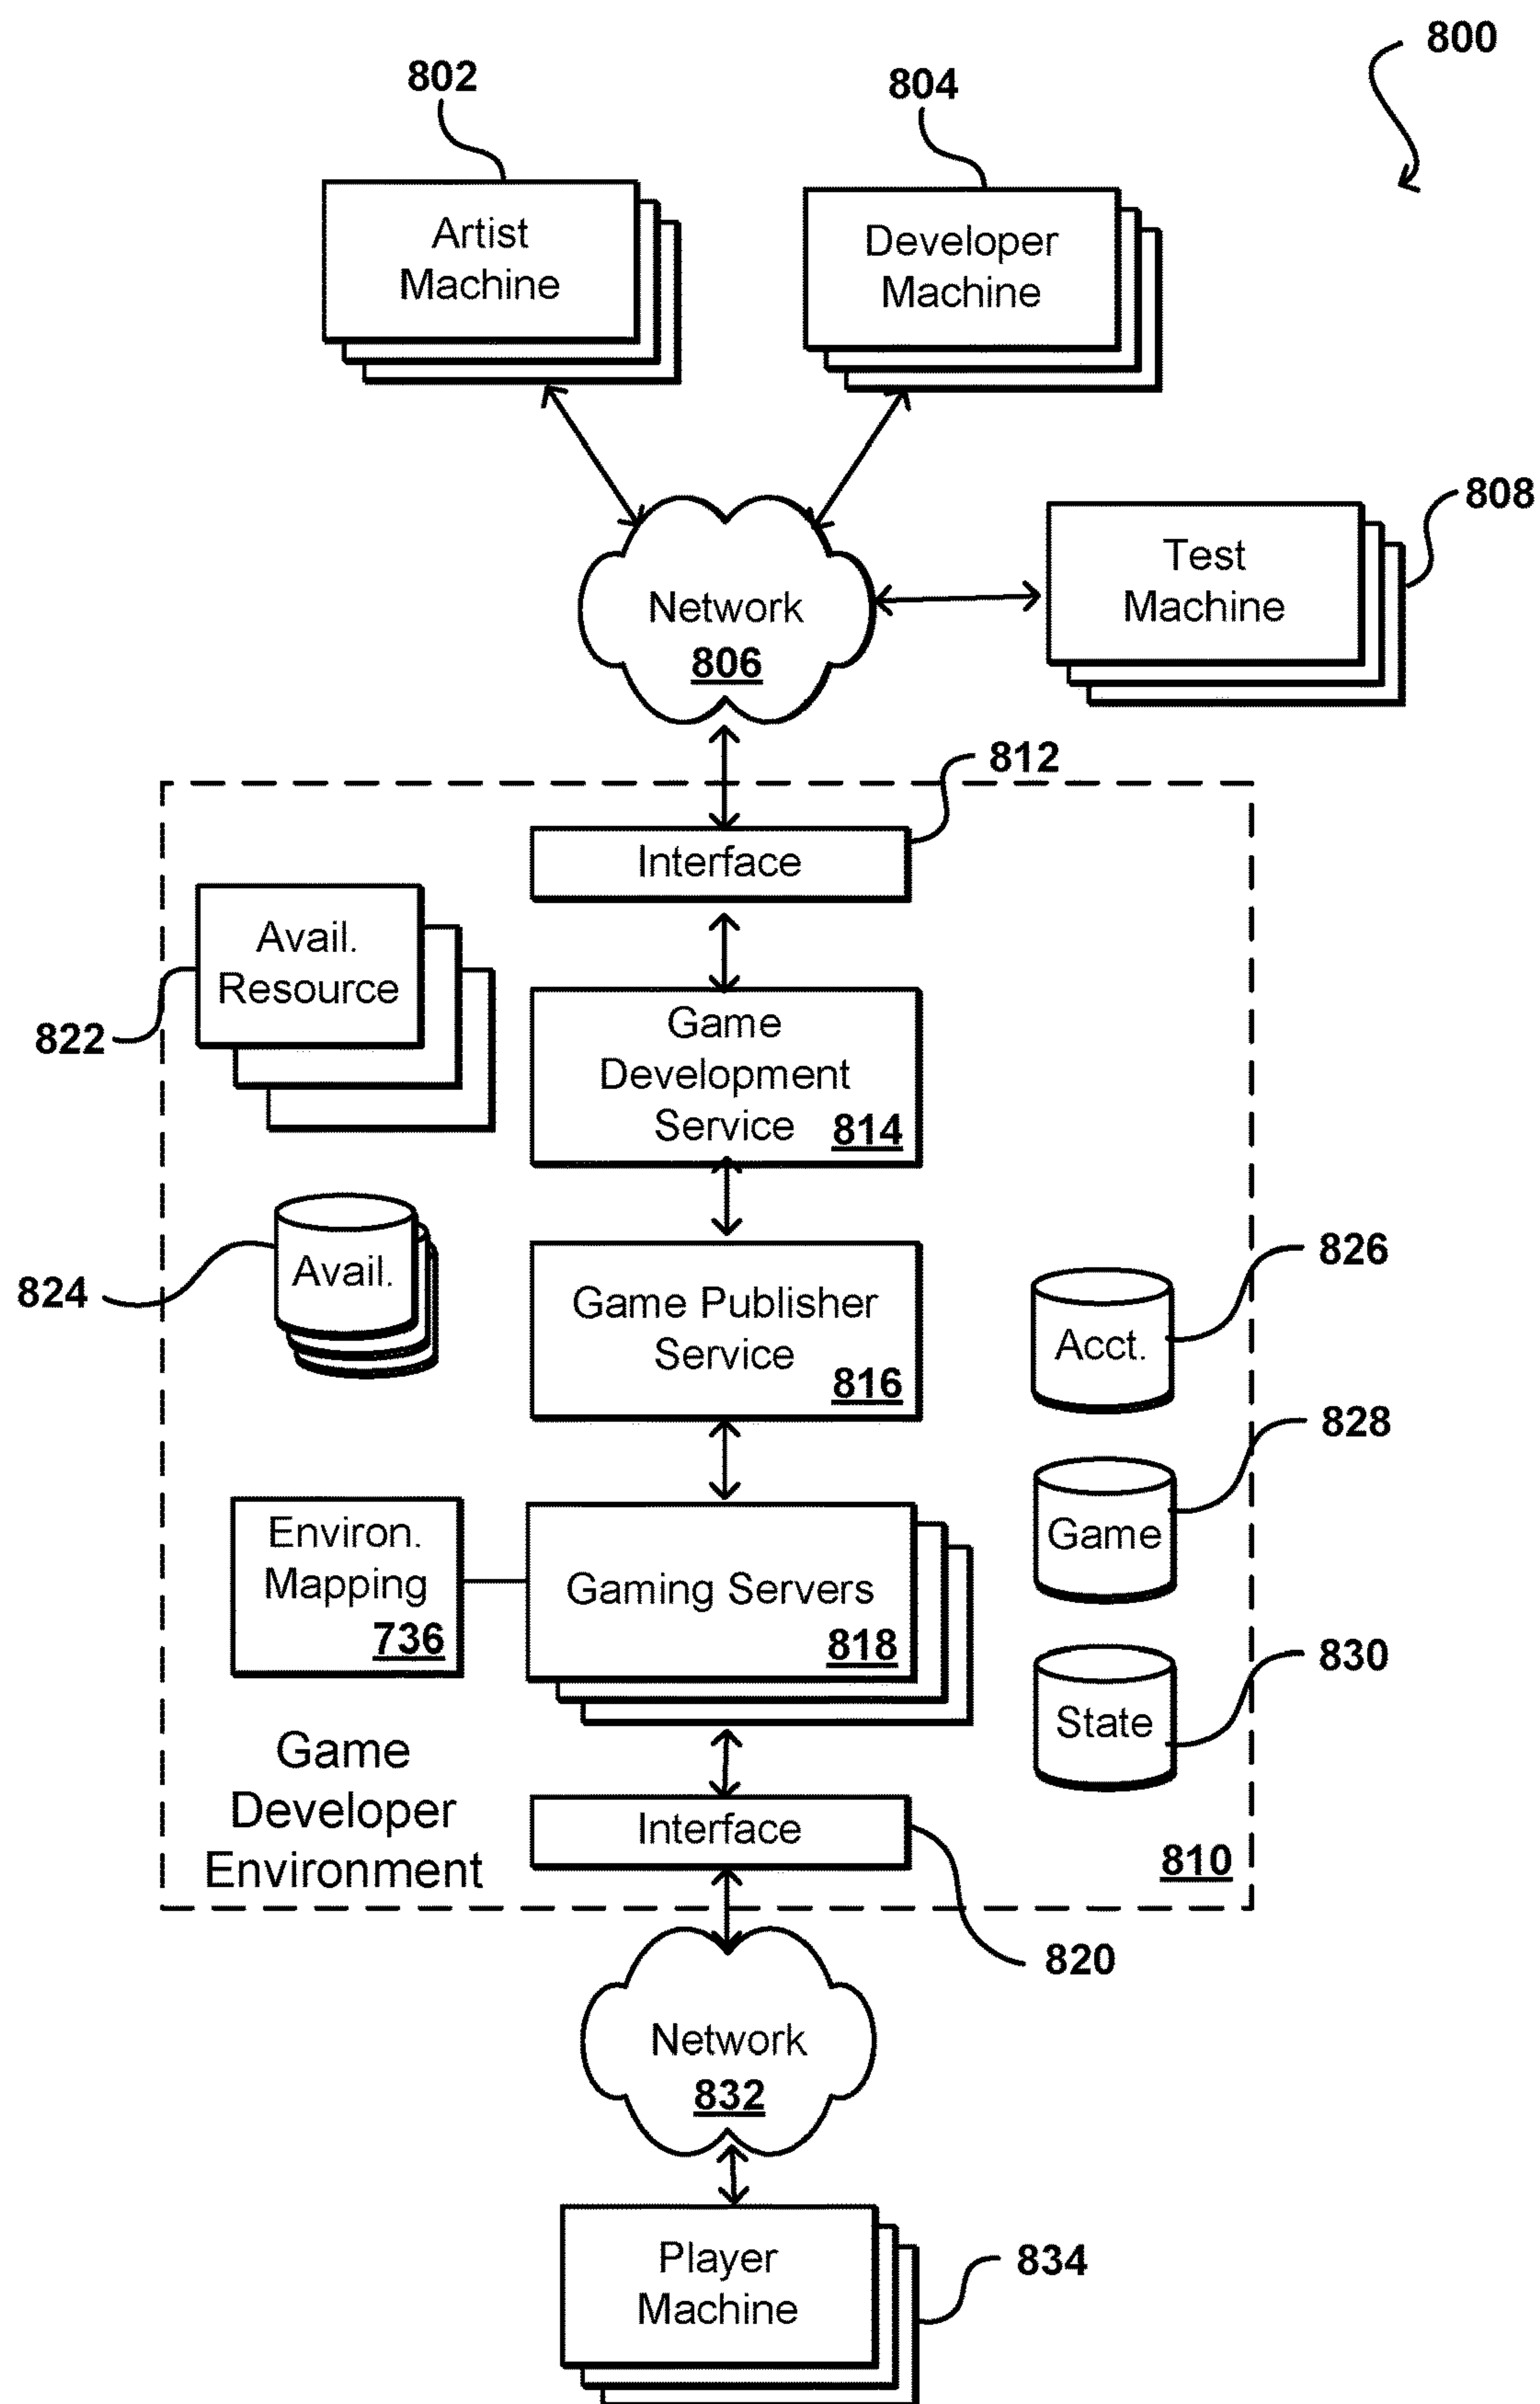 800
802
804
Artist
Machine
Developer
Machine
808
Test
Machine
Network
806
812
Interface
Avail.
Resource
822
Game
Development
Service 814
824
Avail.
826
Acct.
Game Publisher
Service
816
828
Game
Environ.
Mapping
736
Gaming Servers
818
830
State
Game
Developer
Environment
Interface
810
820
Network
832
Player
Machine
834